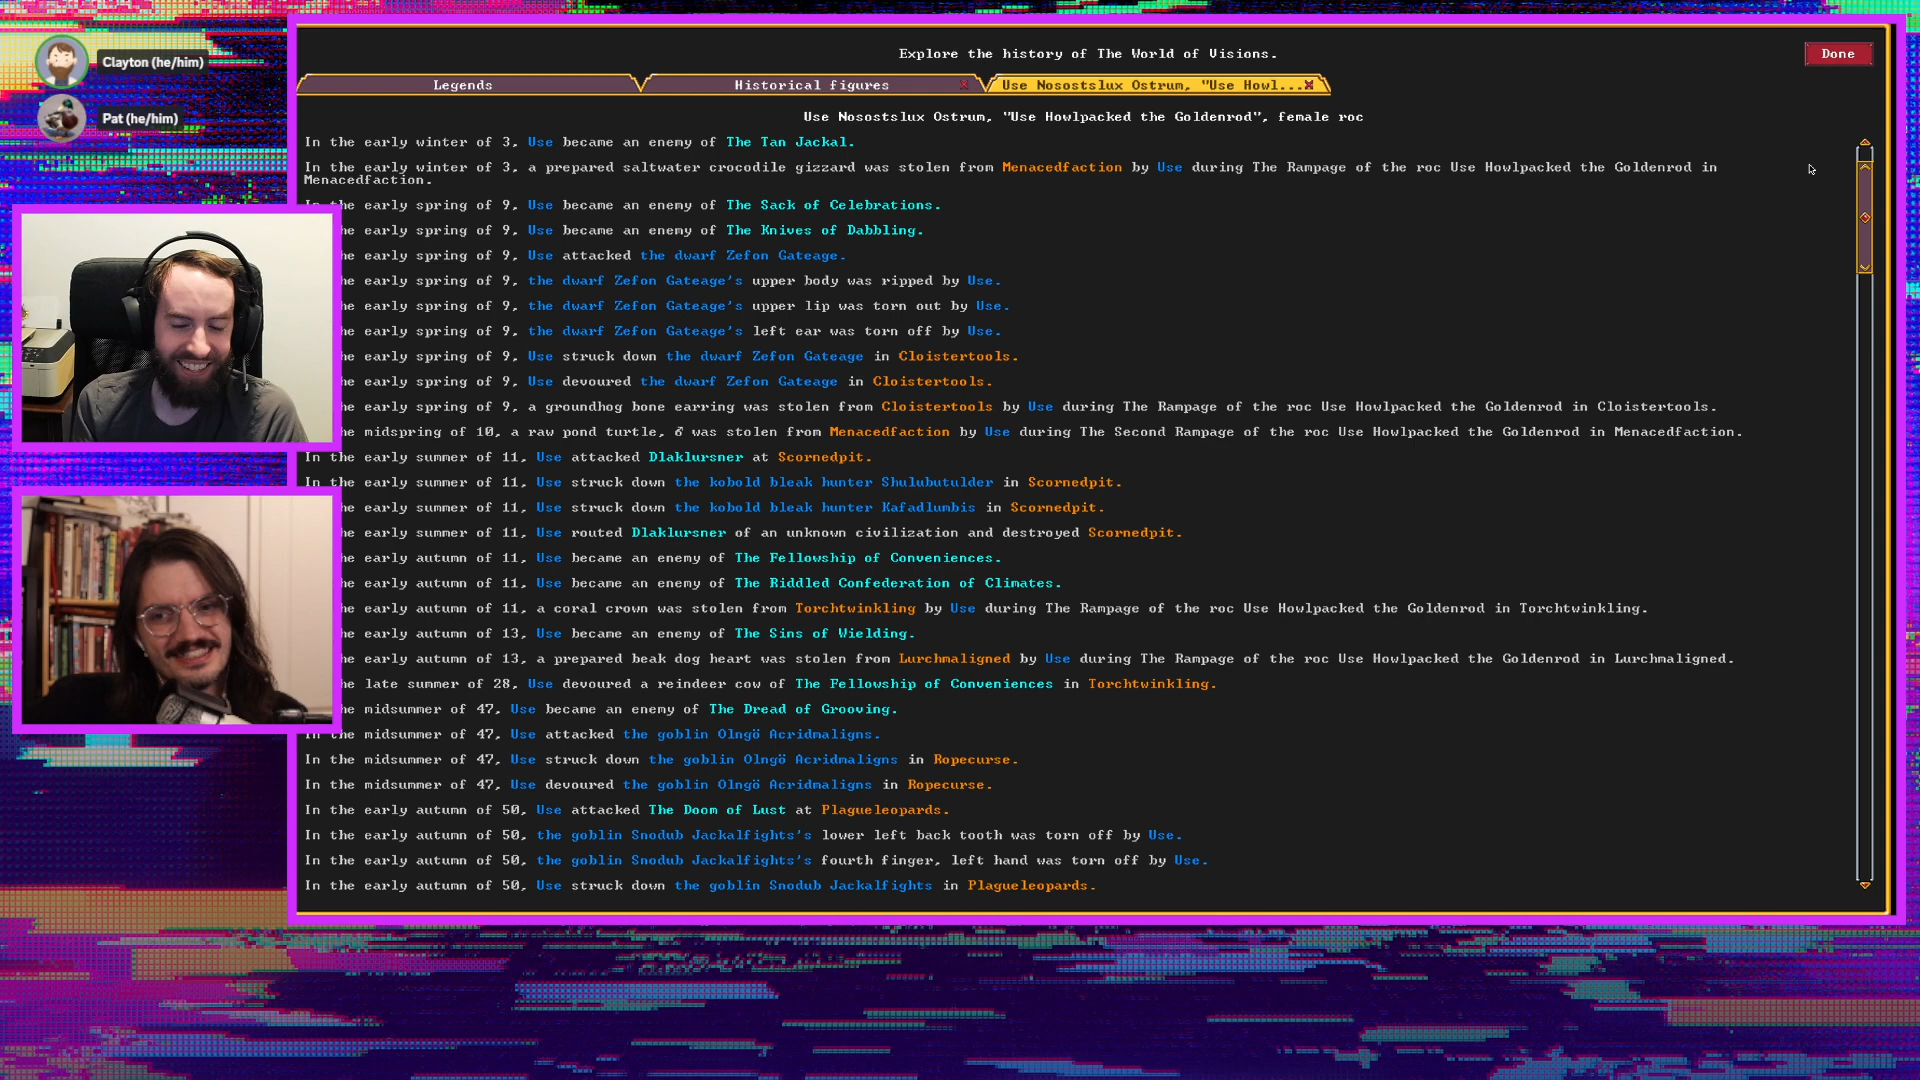 Clayton (he/him)
Pat (he/him)
Explore the history of The World of Visions.
Done
Legends
Historical figures
Use Nosostslux Ostrum, "Use Howl...
Use Nosostslux Ostrum, "Use Howlpacked the Goldenrod", female roc
In the early winter of 3, Use became an enemy of The Tan Jackal.
In the early winter of 3, a prepared saltwater crocodile gizzard was stolen from Menacedfaction by Use during The Rampage of the roc Use Howlpacked the Goldenrod in
Menacedfaction.
In the early spring of 9, Use became an enemy of The Sack of Celebrations.
he early spring of 9, Use became an enemy of The Knives of Dabbling.
he early spring of 9, Use attacked the dwarf Zefon Gateage.
he early spring of 9, the dwarf Zefon Gateage's upper body was ripped by Use.
he early spring of 9, the dwarf Zefon Gateage's upper lip was torn out by Use.
he early spring of 9, the dwarf Zefon Gateage's left ear was torn off by Use.
he early spring of 9, Use struck down the dwarf Zefon Gateage in Cloistertools.
he early spring of 9, Use devoured the dwarf Zefon Gateage in Cloistertools.
he early spring of 9, a groundhog bone earring was stolen from Cloistertools by Use during The Rampage of the roc Use Howlpacked the Goldenrod in Cloistertools.
he midspring of 10, a raw pond turtle, ♂ was stolen from Menacedfaction by Use during The Second Rampage of the roc Use Howlpacked the Goldenrod in Menacedfaction.
In the early summer of 11, Use attacked Dlaklursner at Scornedpit.
In the early summer of 11, Use struck down the kobold bleak hunter Shulubutulder in Scornedpit.
he early summer of 11, Use struck down the kobold bleak hunter Kafadlumbis in Scornedpit.
he early summer of 11, Use routed Dlaklursner of an unknown civilization and destroyed Scornedpit.
he early autumn of 11, Use became an enemy of The Fellowship of Conveniences.
he early autumn of 11, Use became an enemy of The Riddled Confederation of Climates.
he early autumn of 11, a coral crown was stolen from Torchtwinkling by Use during The Rampage of the roc Use Howlpacked the Goldenrod in Torchtwinkling.
he early autumn of 13, Use became an enemy of The Sins of Wielding.
he early autumn of 13, a prepared beak dog heart was stolen from Lurchmaligned by Use during The Rampage of the roc Use Howlpacked the Goldenrod in Lurchmaligned.
he late summer of 28, Use devoured a reindeer cow of The Fellowship of Conveniences in Torchtwinkling.
he midsummer of 47, Use became an enemy of The Dread of Grooving.
In the midsummer of 47, Use attacked the goblin Olngö Acridmaligns.
In the midsummer of 47, Use struck down the goblin Olngö Acridmaligns in Ropecurse.
In the midsummer of 47, Use devoured the goblin Olngö Acridmaligns in Ropecurse.
In the early autumn of 50, Use attacked The Doom of Lust at Plagueleopards.
In the early autumn of 50, the goblin Snodub Jackalfights's lower left back tooth was torn off by Use.
In the early autumn of 50, the goblin Snodub Jackalfights's fourth finger, left hand was torn off by Use.
In the early autumn of 50, Use struck down the goblin Snodub Jackalfights in Plagueleopards.